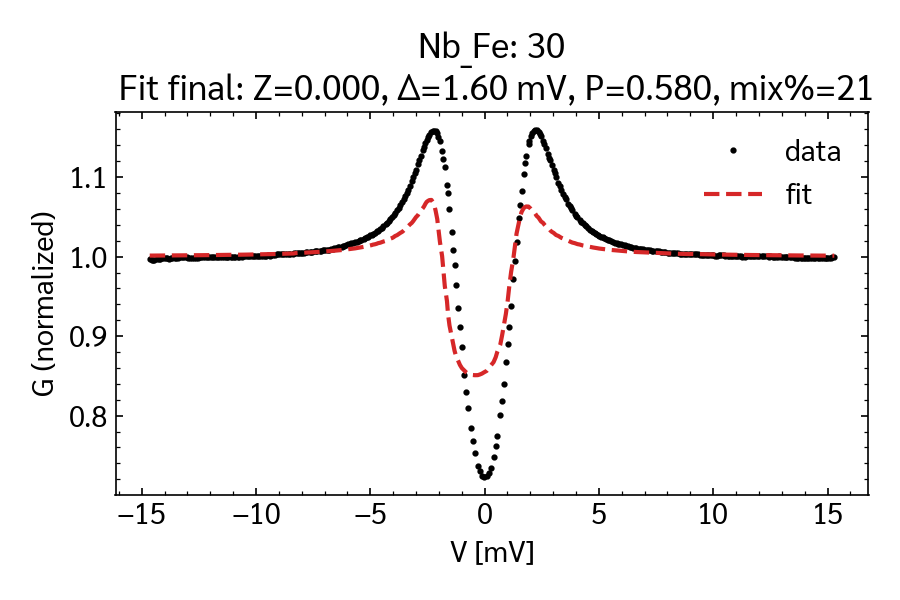 Nb_Fe: 30
Fit final: Z=0.000, Δ=1.60 mV, P=0.580, mix%=21
data
fit
G (normalized)
1.1
1.0
0.9
0.8
−15
−10
−5
0
5
10
15
V [mV]